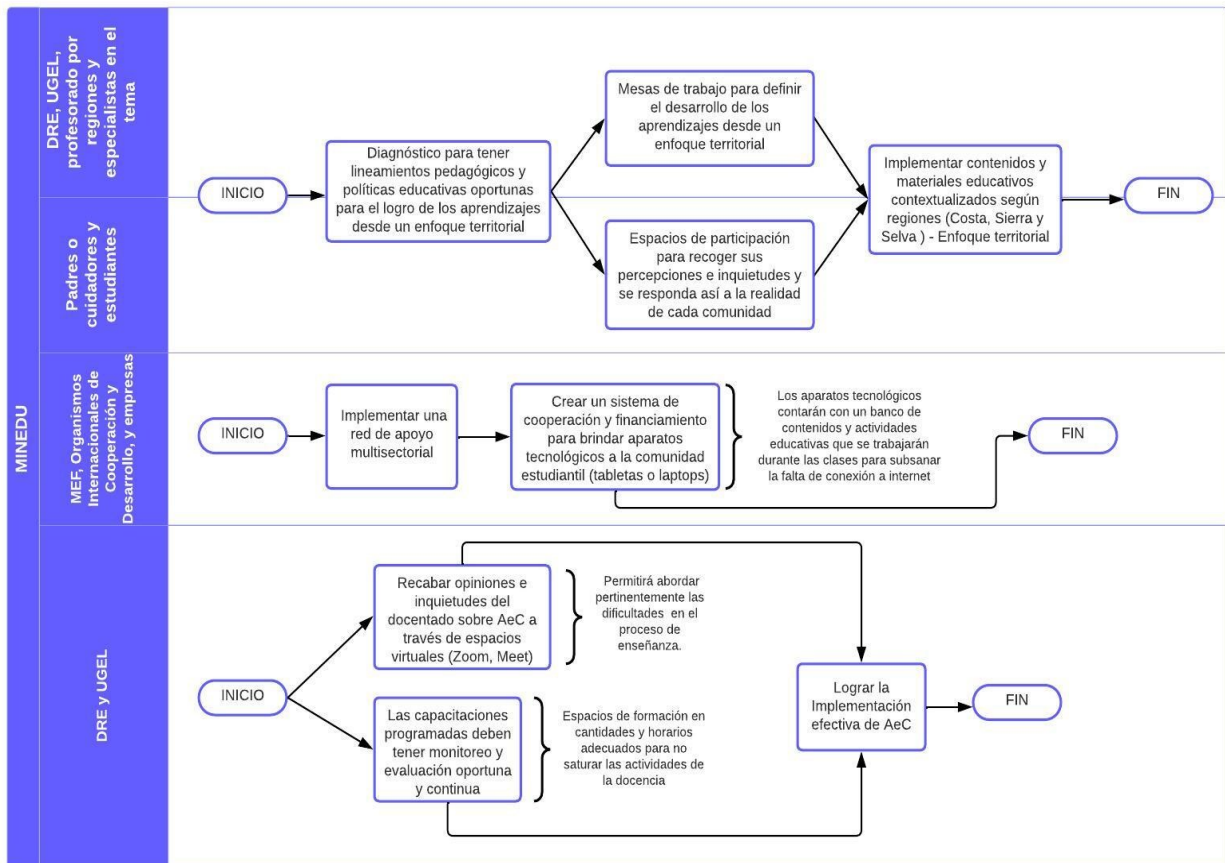 MINEDU
DRE, UGEL,
profesorado por
regiones y
especialistas en el
tema
INICIO
Diagnóstico para tener
lineamientos pedagógicos y
políticas educativas oportunas
para el logro de los aprendizajes
desde un enfoque territorial
Mesas de trabajo para definir
el desarrollo de los
aprendizajes desde un
enfoque territorial
Implementar contenidos y
materiales educativos
contextualizados según
regiones (Costa, Sierra y
Selva ) - Enfoque territorial
FIN
Padres o
cuidadores y
estudiantes
Espacios de participación
para recoger sus
percepciones e inquietudes y
se responda así a la realidad
de cada comunidad
MEF, Organismos
Internacionales de
Cooperación y
Desarrollo, y empresas
INICIO
Implementar una
red de apoyo
multisectorial
Crear un sistema de
cooperación y financiamiento
para brindar aparatos
tecnológicos a la comunidad
estudiantil (tabletas o laptops)
Los aparatos tecnológicos
contarán con un banco de
contenidos y actividades
educativas que se trabajarán
durante las clases para subsanar
la falta de conexión a internet
FIN
DRE y UGEL
INICIO
Recabar opiniones e
inquietudes del
docentado sobre AeC a
través de espacios
virtuales (Zoom, Meet)
Permitirá abordar
pertinentemente las
dificultades en el
proceso de
enseñanza.
Las capacitaciones
programadas deben
tener monitoreo y
evaluación oportuna
y continua
Espacios de formación en
cantidades y horarios
adecuados para no
saturar las actividades de
la docencia
Lograr la
Implementación
efectiva de AeC
FIN